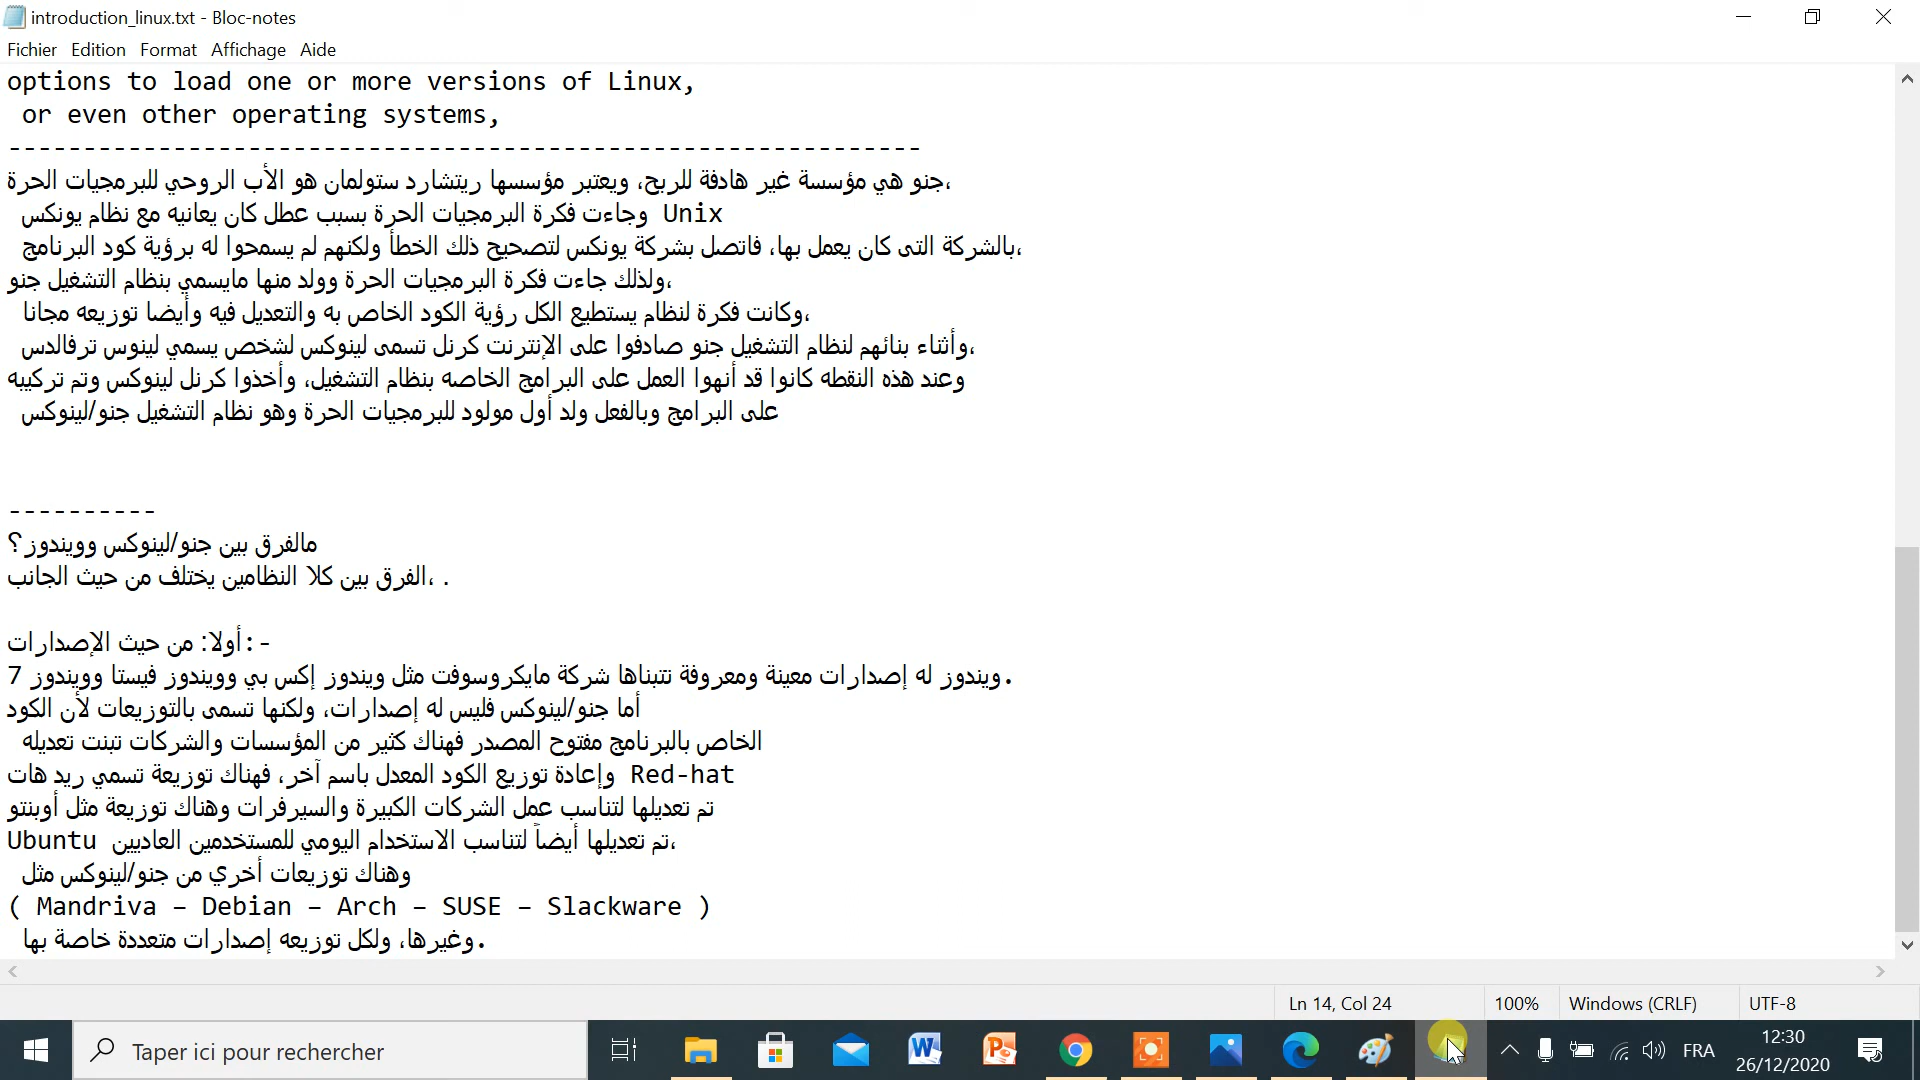 introduction_linux.txt - Bloc-notes
Fichier Edition Format Affichage Aide
options to load one or more versions of Linux,
or even other operating systems,
-------------------------------------------------------------
جنو هي مؤسسة غير هادفة للربح، ويعتبر مؤسسها ريتشارد ستولمان هو الأب الروحي للبرمجيات الحرة،
وجاءت فكرة البرمجيات الحرة بسبب عطل كان يعانيه مع نظام يونكس Unix
بالشركة التى كان يعمل بها، فاتصل بشركة يونكس لتصحيح ذلك الخطأ ولكنهم لم يسمحوا له برؤية كود البرنامج،
ولذلك جاءت فكرة البرمجيات الحرة وولد منها مايسمي بنظام التشغيل جنو،
وكانت فكرة لنظام يستطيع الكل رؤية الكود الخاص به والتعديل فيه وأيضا توزيعه مجانا،
وأثناء بنائهم لنظام التشغيل جنو صادفوا على الإنترنت كرنل تسمى لينوكس لشخص يسمي لينوس ترفالدس،
وعند هذه النقطه كانوا قد أنهوا العمل على البرامج الخاصه بنظام التشغيل، وأخذوا كرنل لينوكس وتم تركيبه
على البرامج وبالفعل ولد أول مولود للبرمجيات الحرة وهو نظام التشغيل جنو/لينوكس
----------
مالفرق بين جنو/لينوكس وويندوز؟
الفرق بين كلا النظامين يختلف من حيث الجانب، .
أولا: من حيث الإصدارات:-
ويندوز له إصدارات معينة ومعروفة تتبناها شركة مايكروسوفت مثل ويندوز إكس بي وويندوز فيستا وويندوز 7.
أما جنو/لينوكس فليس له إصدارات، ولكنها تسمى بالتوزيعات لأن الكود
الخاص بالبرنامج مفتوح المصدر فهناك كثير من المؤسسات والشركات تبنت تعديله
وإعادة توزيع الكود المعدل باسم آخر، فهناك توزيعة تسمي ريد هات Red-hat
تم تعديلها لتناسب عمل الشركات الكبيرة والسيرفرات وهناك توزيعة مثل أوبنتو
Ubuntu تم تعديلها أيضاً لتناسب الاستخدام اليومي للمستخدمين العاديين،
وهناك توزيعات أخري من جنو/لينوكس مثل
( Mandriva – Debian – Arch – SUSE – Slackware )
وغيرها، ولكل توزيعه إصدارات متعددة خاصة بها.
Ln 14, Col 24 100% Windows (CRLF) UTF-8
Taper ici pour rechercher
FRA
12:30
26/12/2020